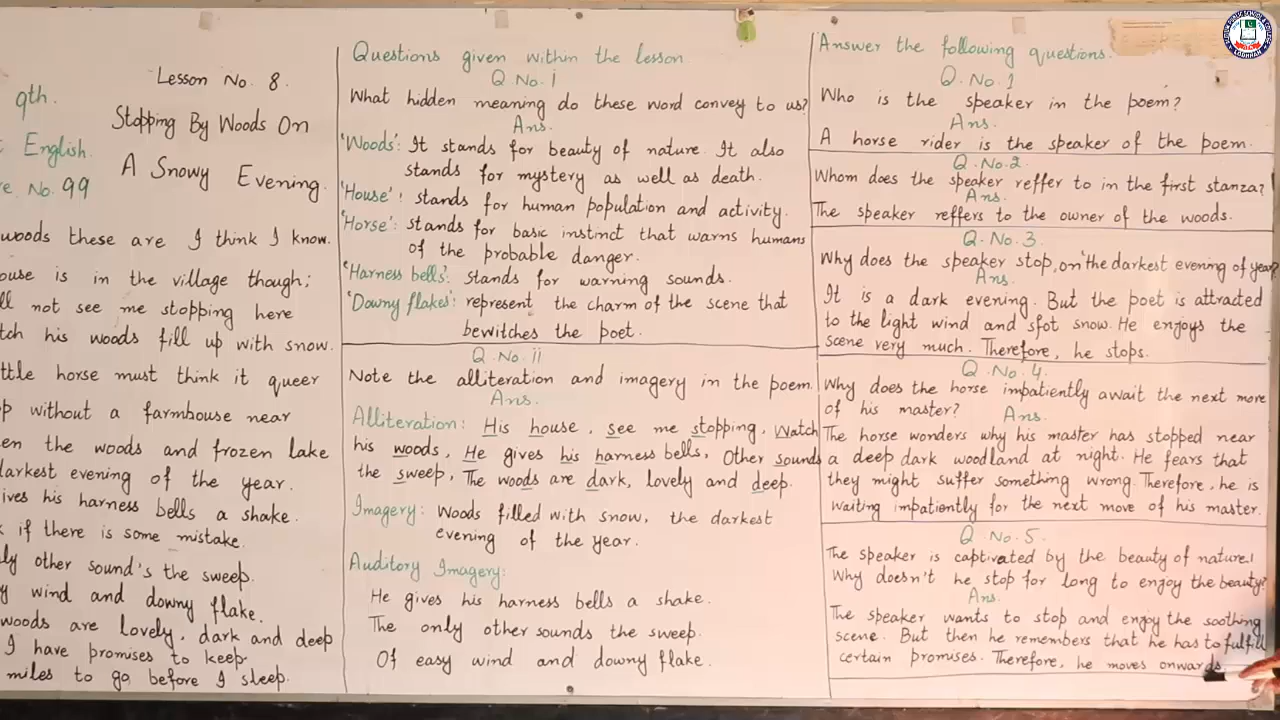 Lesson No. 8.
9th.
Stopping By Woods On
English.
A Snowy Evening.
No. 99
woods these are I think I know.
ouse is in the village though;
ll not see me stopping here
tch his woods fill up with snow.
ttle horse must think it queer
p without a farmhouse near
en the woods and frozen lake
darkest evening of the year.
ives his harness bells a shake.
k if there is some mistake.
ly other sound's the sweep.
y wind and downy flake.
woods are lovely, dark and deep
I have promises to keep.
miles to go before I sleep.
Questions given within the lesson.
Q No. i
What hidden meaning do these word convey to us?
Ans.
'Woods': It stands for beauty of nature. It also
stands for mystery as well as death.
'House': stands for human population and activity.
'Horse': stands for basic instinct that warns humans
of the probable danger.
'Harness bells': stands for warning sounds.
'Downy flakes': represent the charm of the scene that
bewitches the poet.
Q. No. ii
Note the alliteration and imagery in the poem.
Ans.
Alliteration: His house, see me stopping, Watch
his woods, He gives his harness bells, Other sounds
the sweep, The woods are dark, lovely and deep.
Imagery: Woods filled with snow, the darkest
evening of the year.
Auditory Imagery:
He gives his harness bells a shake.
The only other sounds the sweep.
Of easy wind and downy flake.
Answer the following questions.
Q. No. 1
Who is the speaker in the poem?
Ans.
A horse rider is the speaker of the poem.
Q. No. 2
Whom does the speaker reffer to in the first stanza?
Ans.
The speaker reffers to the owner of the woods.
Q. No. 3
Why does the speaker stop, on 'the darkest evening of year?
Ans.
It is a dark evening. But the poet is attracted
to the light wind and sfot snow. He enjoys the
scene very much. Therefore, he stops.
Q. No. 4
Why does the horse impatiently await the next move
of his master? Ans.
The horse wonders why his master has stopped near
a deep dark woodland at night. He fears that
they might suffer something wrong. Therefore, he is
waiting impatiently for the next move of his master.
Q. No. 5
The speaker is captivated by the beauty of nature!
Why doesn't he stop for long to enjoy the beauty?
Ans.
The speaker wants to stop and enjoy the soothing
scene. But then he remembers that he has to fulfill
certain promises. Therefore, he moves onwards.